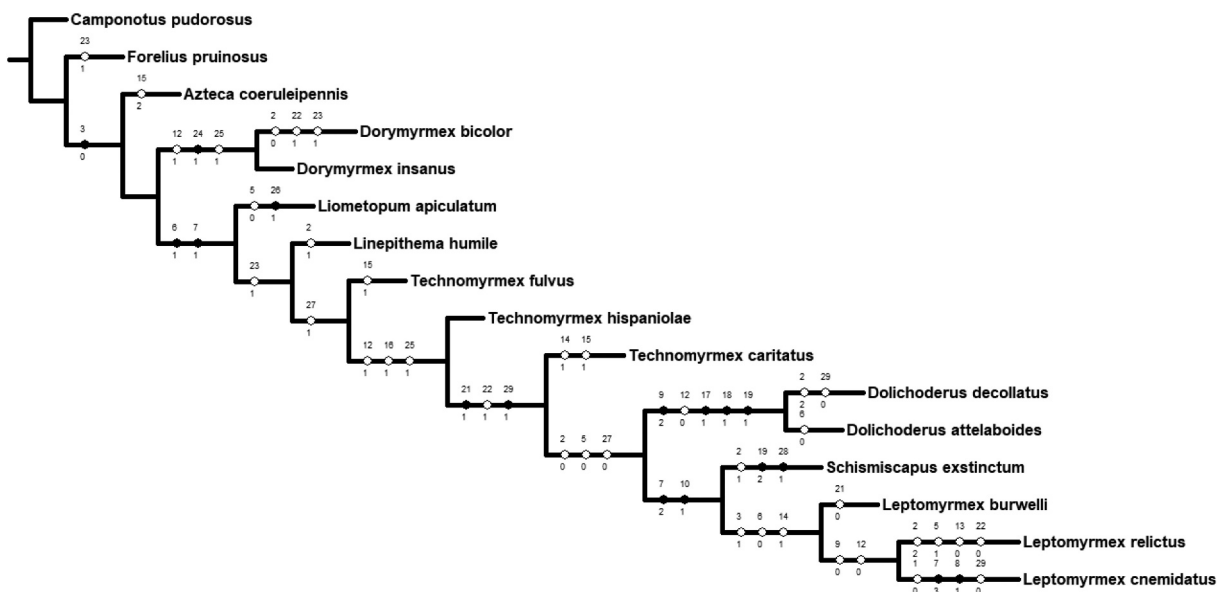 Camponotus pudorosus
23
Forelius pruinosus
1
15
Azteca coeruleipennis
2
3
0
2 22 23
Dorymyrmex bicolor
0 1 1
12 24 25
1 1 1
Dorymyrmex insanus
5 26
Liometopum apiculatum
0 1
6 7
1 1
2
Linepithema humile
1
23
1
15
Technomyrmex fulvus
1
27
1
Technomyrmex hispaniolae
12 16 25
1 1 1
14 15
Technomyrmex caritatus
1 1
21 22 29
1 1 1
2 29
Dolichoderus decollatus
2 0
9 12 17 18 19
2 0 1 1 1
6
Dolichoderus attelaboides
0
2 5 27
0 0 0
2 19 28
Schismiscapus exstinctum
1 2 1
7 10
2 1
21
Leptomyrmex burwelli
0
3 6 14
1 0 1
2 5 13 22
Leptomyrmex relictus
2 1 0 0
9 12
0 0
1 7 8 29
Leptomyrmex cnemidatus
0 3 1 0